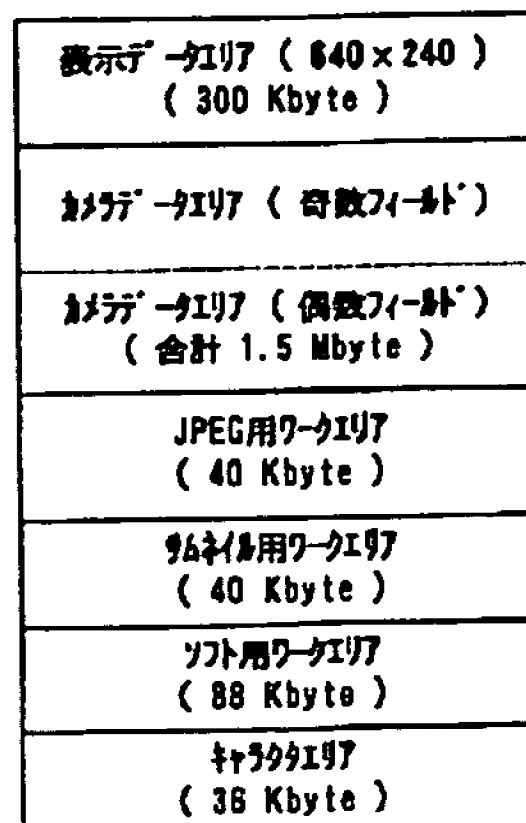 表示ﾃﾞｰﾀｴﾘｱ ( 640×240 )
( 300 Kbyte )
ｶﾒﾗﾃﾞｰﾀｴﾘｱ ( 奇数ﾌｨｰﾙﾄﾞ )
ｶﾒﾗﾃﾞｰﾀｴﾘｱ ( 偶数ﾌｨｰﾙﾄﾞ )
( 合計 1.5 Mbyte )
JPEG用ﾜｰｸｴﾘｱ
( 40 Kbyte )
ｻﾑﾈｲﾙ用ﾜｰｸｴﾘｱ
( 40 Kbyte )
ｿﾌﾄ用ﾜｰｸｴﾘｱ
( 88 Kbyte )
ｷｬﾗｸﾀｴﾘｱ
( 36 Kbyte )